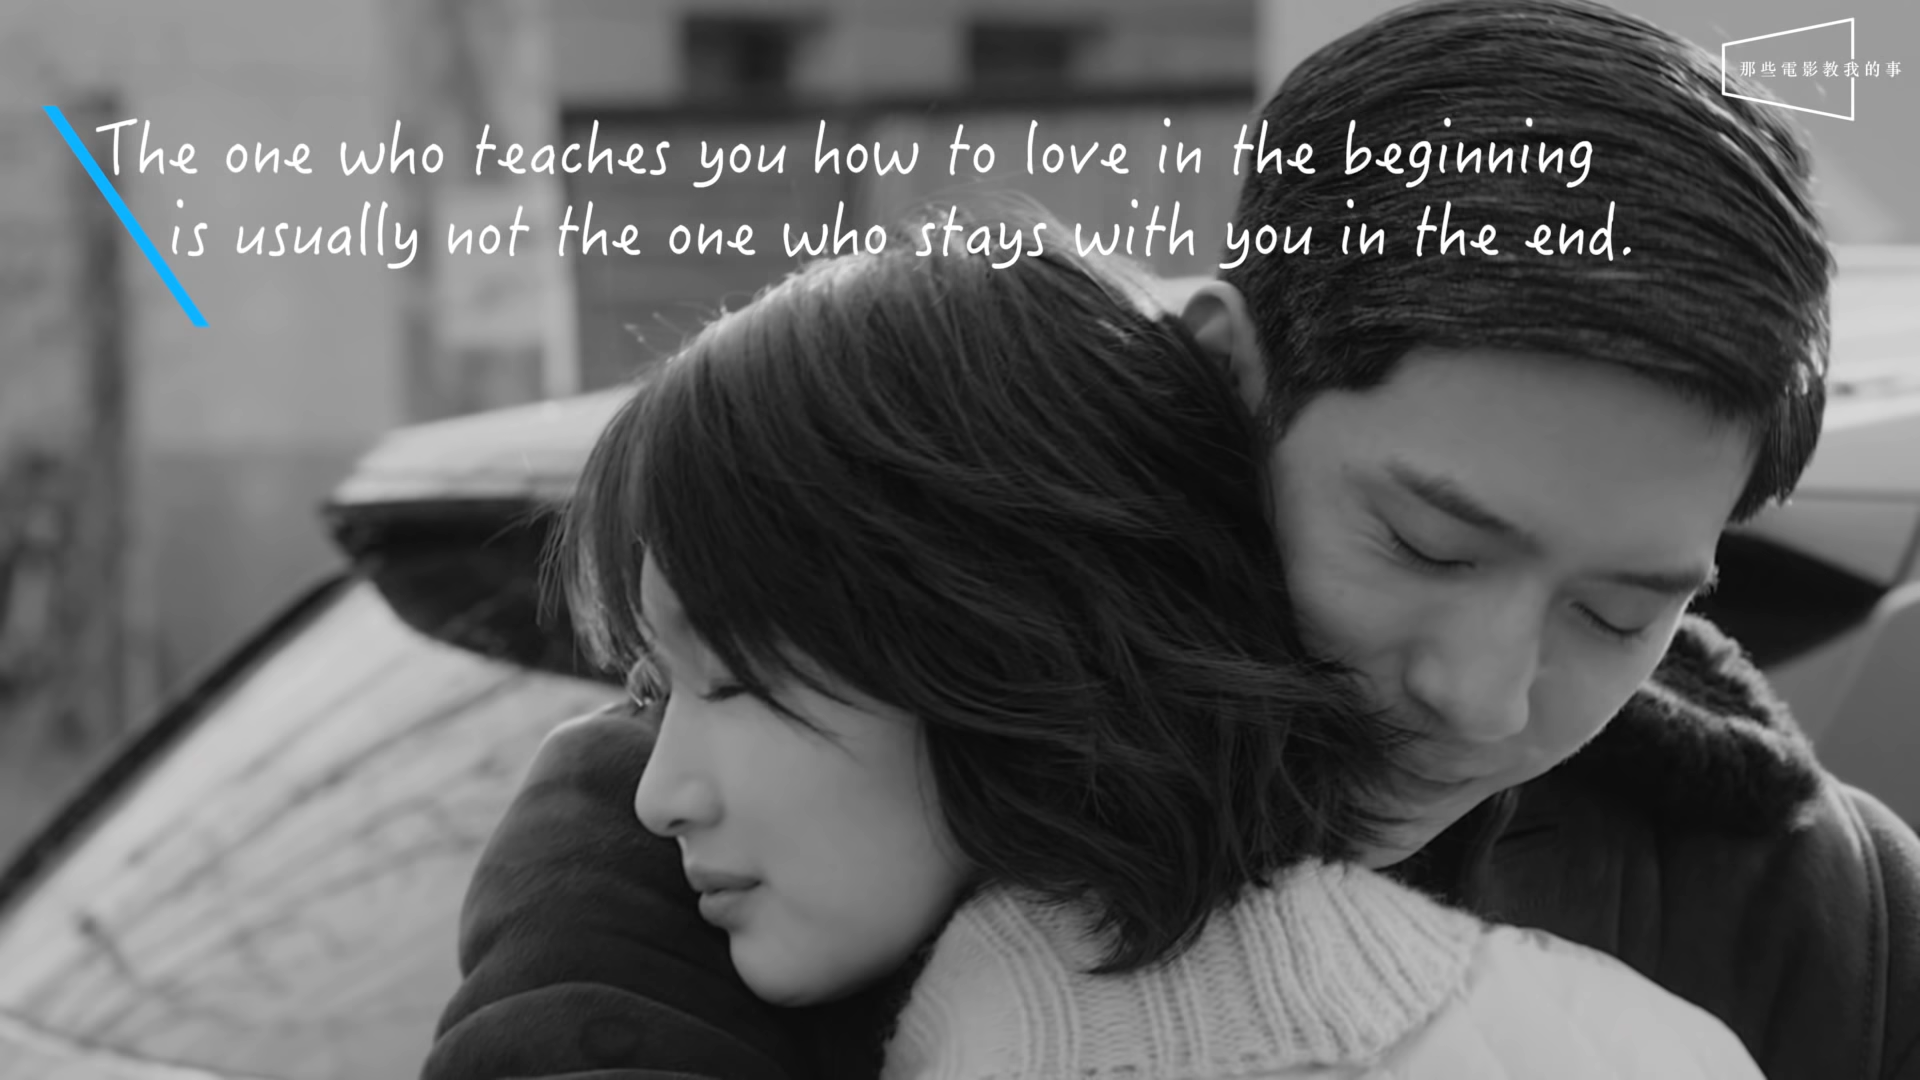 那些電影教我的事
The one who teaches you how to love in the beginning
is usually not the one who stays with you in the end.